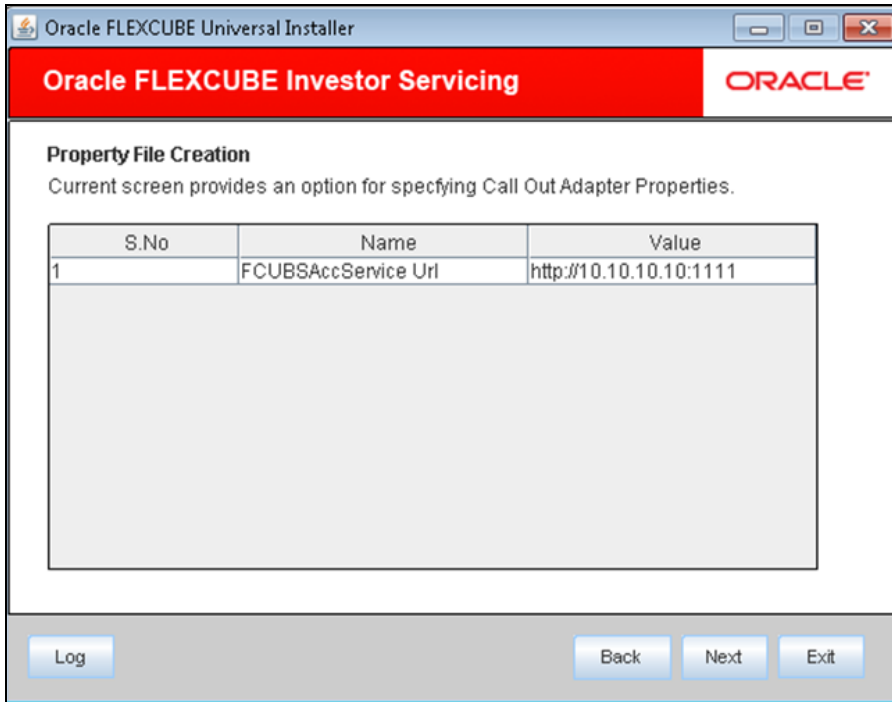 Oracle FLEXCUBE Universal Installer
Oracle FLEXCUBE Investor Servicing
ORACLE
Property File Creation
Current screen provides an option for specfying Call Out Adapter Properties.
S.No Name Value
1 FCUBSAccService Url http://10.10.10.10:1111
Log Back Next Exit